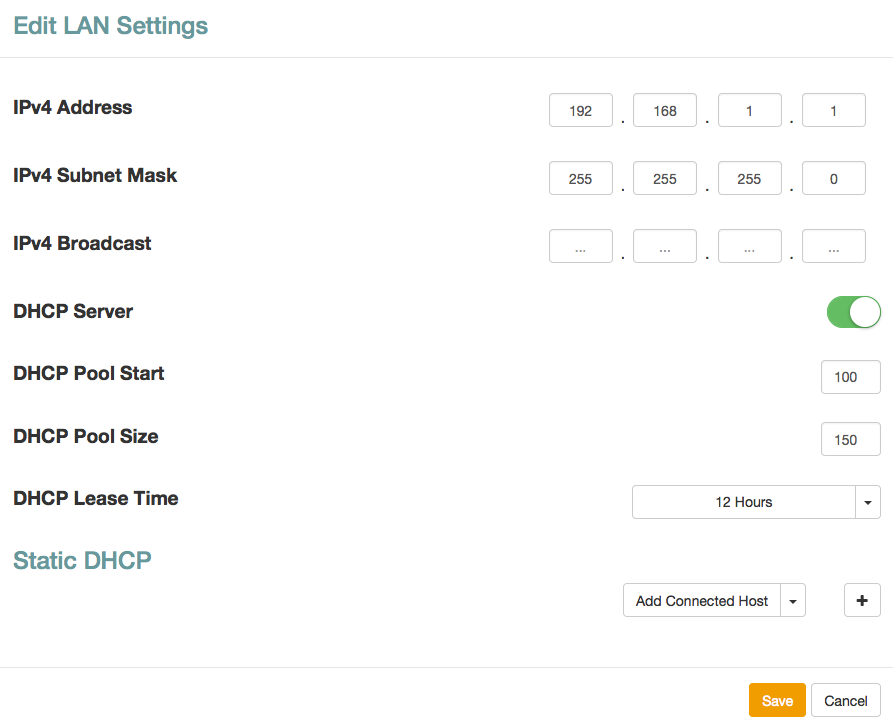 Edit LAN Settings
IPv4 Address 192 . 168 . 1 . 1
IPv4 Subnet Mask 255 . 255 . 255 . 0
IPv4 Broadcast ... . ... . ... . ...
DHCP Server
DHCP Pool Start 100
DHCP Pool Size 150
DHCP Lease Time 12 Hours
Static DHCP
Add Connected Host +
Save Cancel